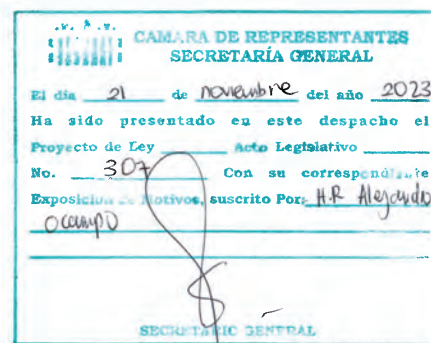 CAMARA DE REPRESENTANTES
SECRETARÍA GENERAL
El día 21 de noviembre del año 2023
Ha sido presentado en este despacho el
Proyecto de Ley Acto Legislativo
No. 307 Con su correspondiente
Exposición de Motivos, suscrito Por: H.R Alejandro
Ocampo
SECRETARIO GENERAL